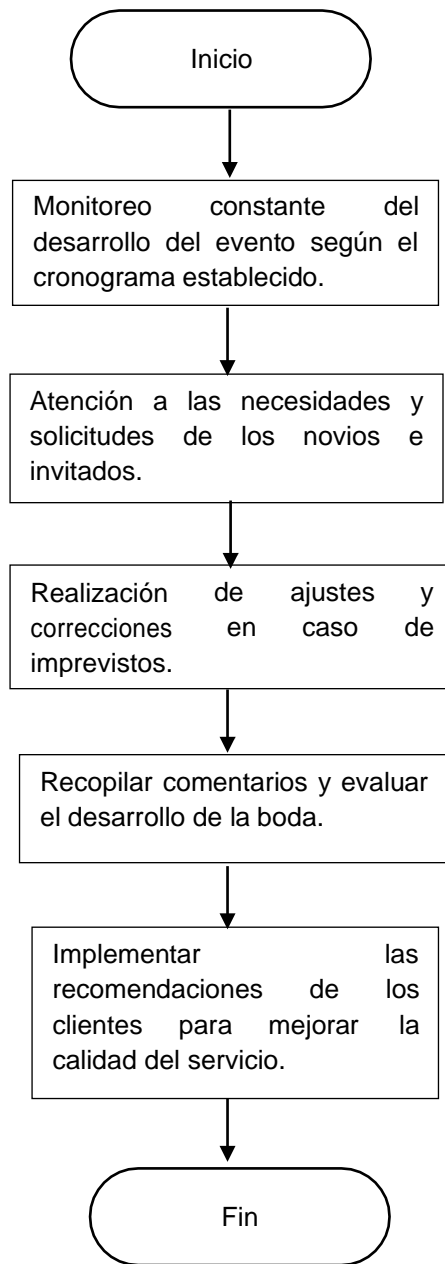 Inicio
Monitoreo constante del
desarrollo del evento según el
cronograma establecido.
Atención a las necesidades y
solicitudes de los novios e
invitados.
Realización de ajustes y
correcciones en caso de
imprevistos.
Recopilar comentarios y evaluar
el desarrollo de la boda.
Implementar las
recomendaciones de los
clientes para mejorar la
calidad del servicio.
Fin